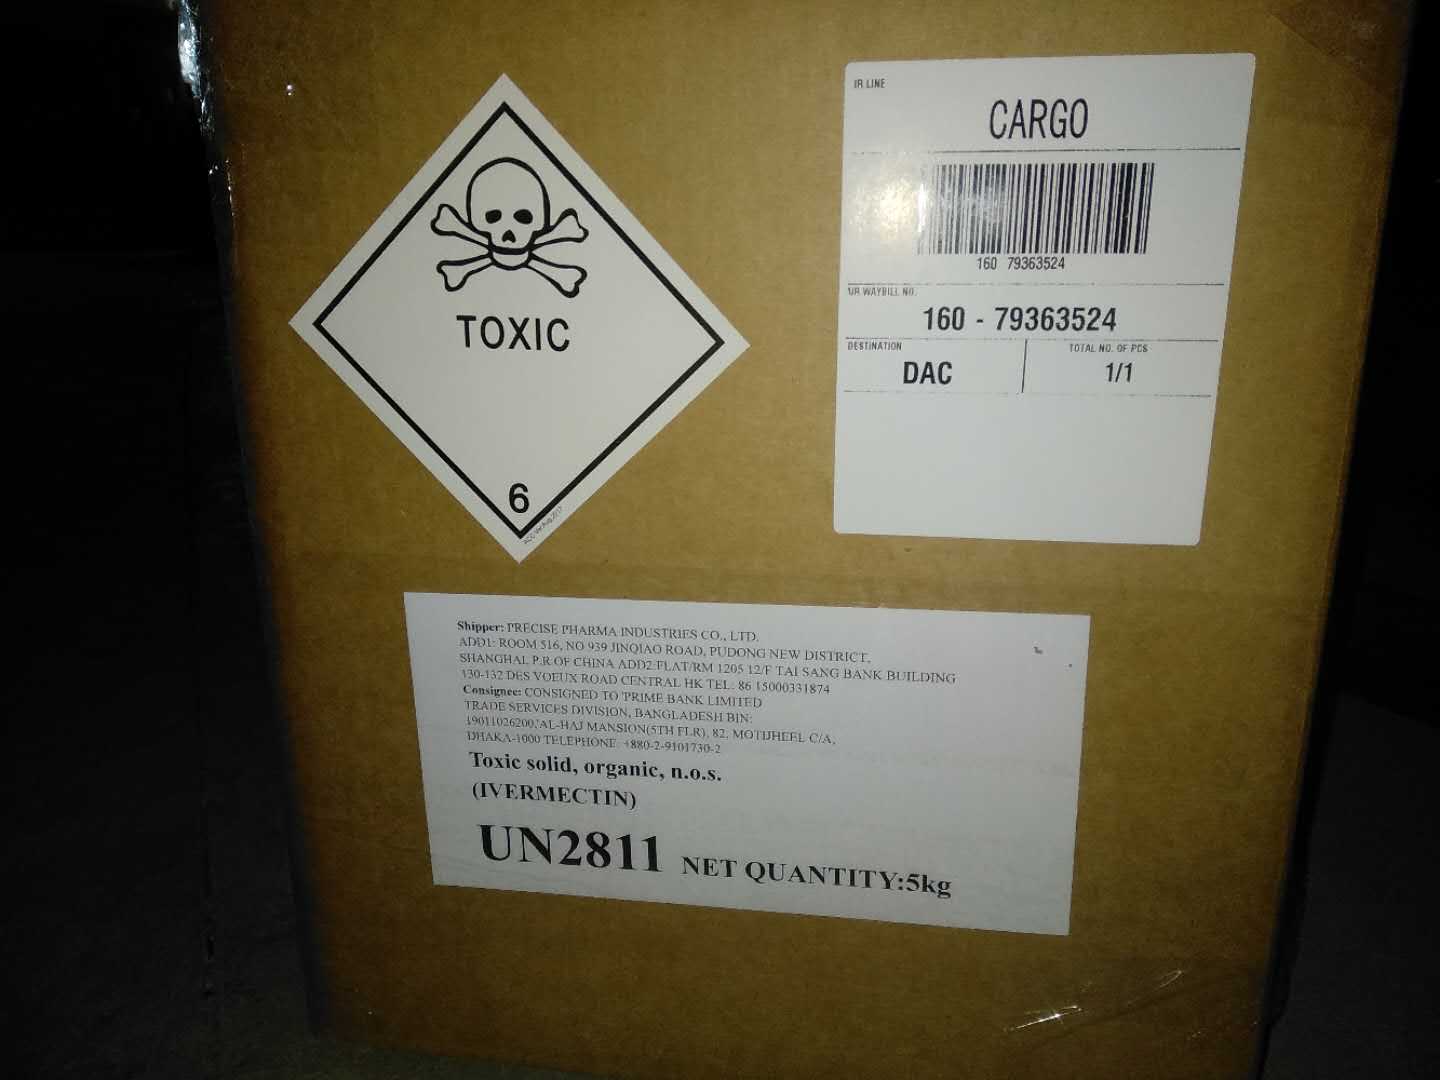 TOXIC
6
IR LINE
CARGO
160 79363524
UR WAYBILL NO.
160 - 79363524
DESTINATION
DAC
TOTAL NO. OF PCS
1/1
Shipper: PRECISE PHARMA INDUSTRIES CO., LTD.
ADD1: ROOM 516, NO 939 JINQIAO ROAD, PUDONG NEW DISTRICT,
SHANGHAI P.R.OF CHINA ADD2:FLAT/RM 1205 12/F TAI SANG BANK BUILDING
130-132 DES VOEUX ROAD CENTRAL HK TEL: 86 15000331874
Consignee: CONSIGNED TO 'PRIME BANK LIMITED
TRADE SERVICES DIVISION, BANGLADESH BIN:
19011026200,'AL-HAJ MANSION(5TH FLR), 82, MOTIJHEEL C/A,
DHAKA-1000 TELEPHONE: +880-2-9101730-2
Toxic solid, organic, n.o.s.
(IVERMECTIN)
UN2811 NET QUANTITY:5kg